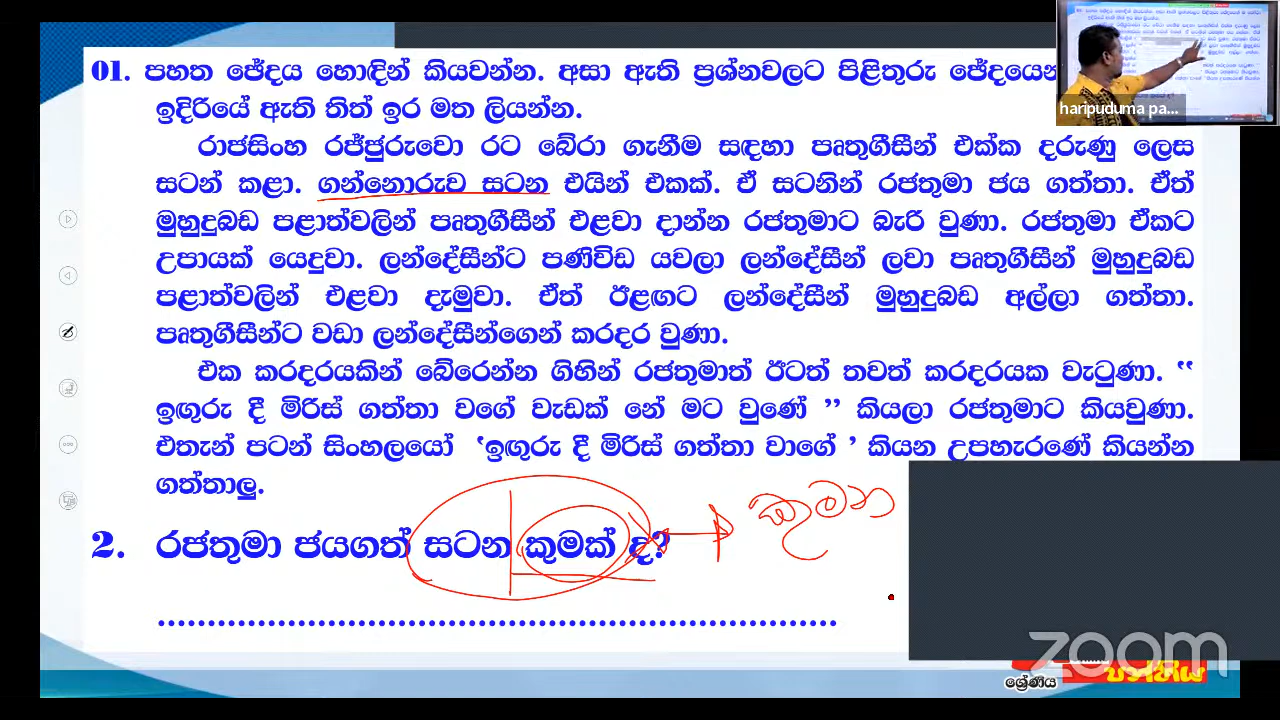 01. පහත ඡේදය හොඳින් කියවන්න. අසා ඇති ප්‍රශ්නවලට පිළිතුරු ඡේදයෙන්
ඉදිරියේ ඇති තිත් ඉර මත ලියන්න.
රාජසිංහ රජ්ජුරුවො රට බේරා ගැනීම සඳහා පෘතුගීසීන් එක්ක දරුණු ලෙස
සටන් කළා. ගන්නොරුව සටන එයින් එකක්. ඒ සටනින් රජතුමා ජය ගත්තා. ඒත්
මුහුදුබඩ පළාත්වලින් පෘතුගීසීන් එළවා දාන්න රජතුමාට බැරි වුණා. රජතුමා ඒකට
උපායක් යෙදුවා. ලන්දේසීන්ට පණිවිඩ යවලා ලන්දේසීන් ලවා පෘතුගීසීන් මුහුදුබඩ
පළාත්වලින් එළවා දැමුවා. ඒත් ඊළඟට ලන්දේසීන් මුහුදුබඩ අල්ලා ගත්තා.
පෘතුගීසීන්ට වඩා ලන්දේසීන්ගෙන් කරදර වුණා.
එක කරදරයකින් බේරෙන්න ගිහින් රජතුමාත් ඊටත් තවත් කරදරයක වැටුණා. “
ඉඟුරු දී මිරිස් ගත්තා වගේ වැඩක් නේ මට වුණේ ” කියලා රජතුමාට කියවුණා.
එතැන් පටන් සිංහලයෝ ‘ඉඟුරු දී මිරිස් ගත්තා වාගේ ’ කියන උපහැරණේ කියන්න
ගත්තාලු.
කුමන
2. රජතුමා ජයගත් සටන කුමක් ද?
haripuduma pa...
zoom
ශ්‍රේණිය පන්තිය